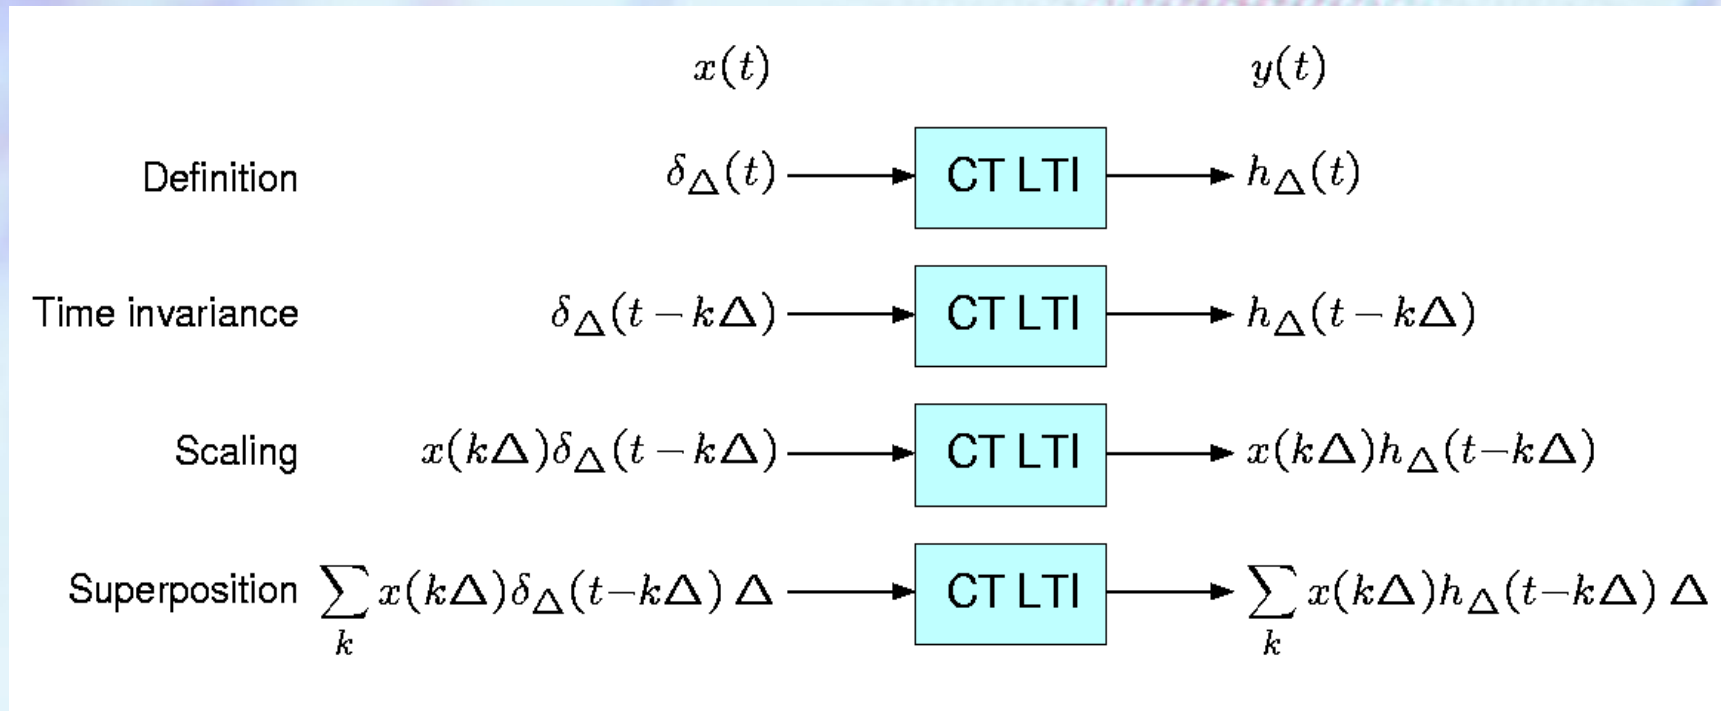 x(t) y(t)
Definition δ_Δ(t) CT LTI h_Δ(t)
Time invariance δ_Δ(t − kΔ) CT LTI h_Δ(t − kΔ)
Scaling x(kΔ)δ_Δ(t − kΔ) CT LTI x(kΔ)h_Δ(t−kΔ)
Superposition ∑_k x(kΔ)δ_Δ(t−kΔ) Δ CT LTI ∑_k x(kΔ)h_Δ(t−kΔ) Δ